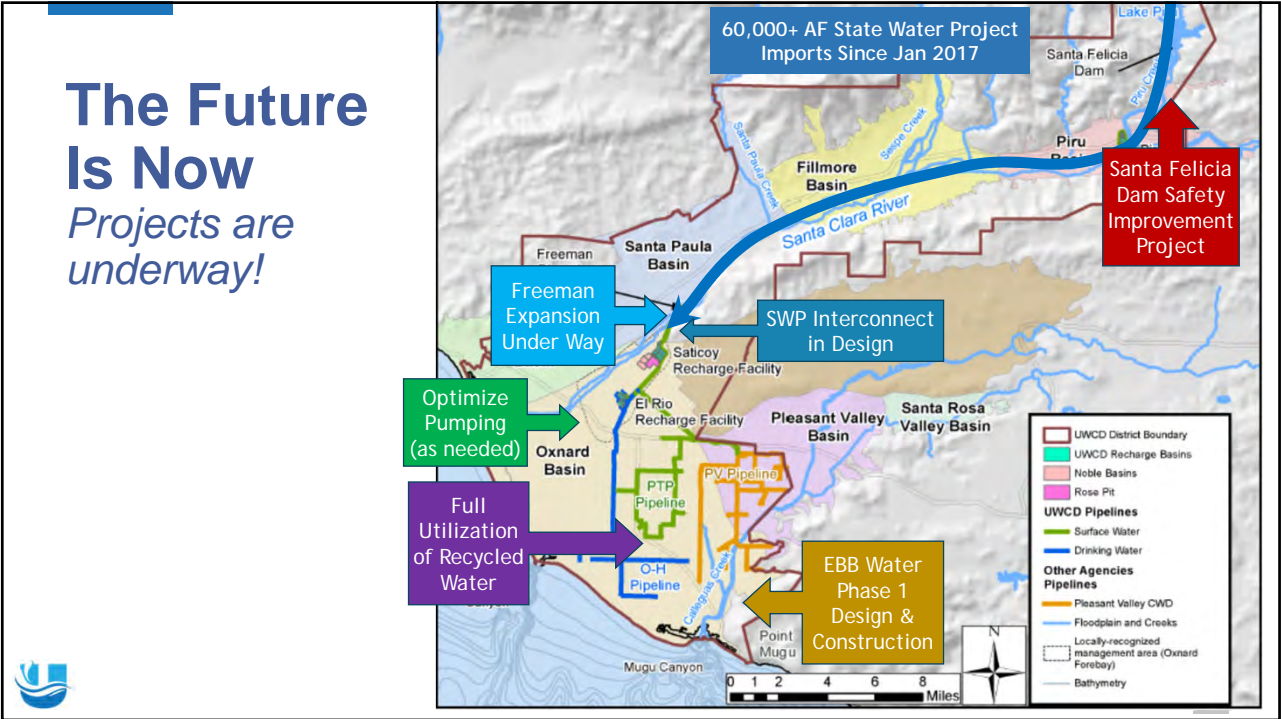 The Future
Is Now
Projects are
underway!
60,000+ AF State Water Project
Imports Since Jan 2017
Santa Felicia
Dam
Piru Creek
Santa Felicia
Dam Safety
Improvement
Project
Piru
Sespe Creek
Fillmore
Basin
Santa Paula Creek
Santa Clara River
Santa Paula
Basin
Freeman
Freeman
Expansion
Under Way
SWP Interconnect
in Design
Saticoy
Recharge Facility
El Rio
Recharge Facility
Optimize
Pumping
(as needed)
Oxnard
Basin
Pleasant Valley
Basin
Santa Rosa
Valley Basin
PV Pipeline
PTP
Pipeline
Full
Utilization
of Recycled
Water
O-H
Pipeline
Calleguas Creek
EBB Water
Phase 1
Design &
Construction
Point
Mugu
Mugu Canyon
UWCD District Boundary
UWCD Recharge Basins
Noble Basins
Rose Pit
UWCD Pipelines
Surface Water
Drinking Water
Other Agencies
Pipelines
Pleasant Valley CWD
Floodplain and Creeks
Locally-recognized
management area (Oxnard
Forebay)
Bathymetry
N
0 1 2 4 6 8
Miles